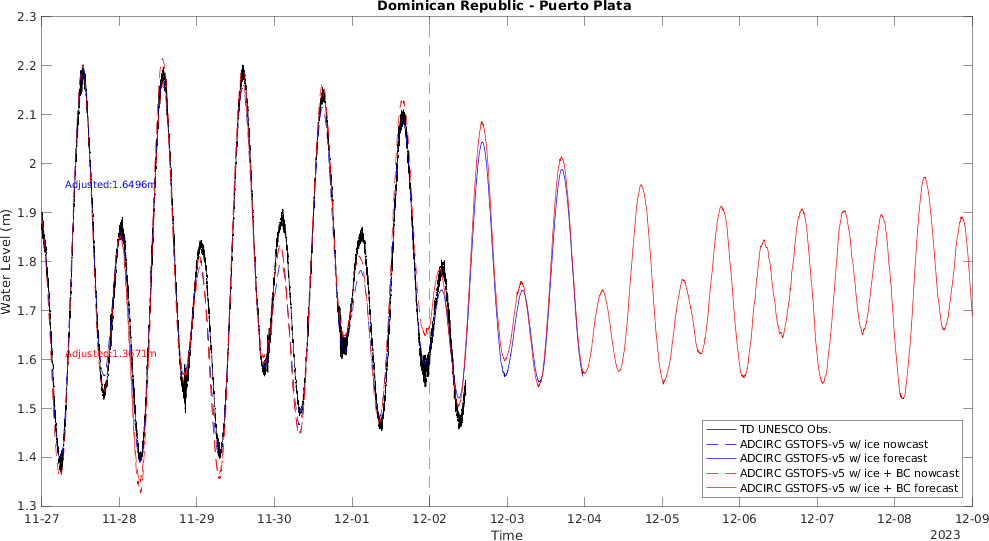 Dominican Republic - Puerto Plata
2.3
2.2
2.1
2
1.9
1.8
1.7
1.6
1.5
1.4
1.3
Water Level (m)
Adjusted:1.6496m
TD UNESCO Obs.
ADCIRC GSTOFS-v5 w/ ice nowcast
ADCIRC GSTOFS-v5 w/ ice forecast
ADCIRC GSTOFS-v5 w/ ice + BC nowcast
ADCIRC GSTOFS-v5 w/ ice + BC forecast
11-27
11-28
11-29
11-30
12-01
12-02
12-03
12-04
12-05
12-06
12-07
12-08
12-09
Time
2023